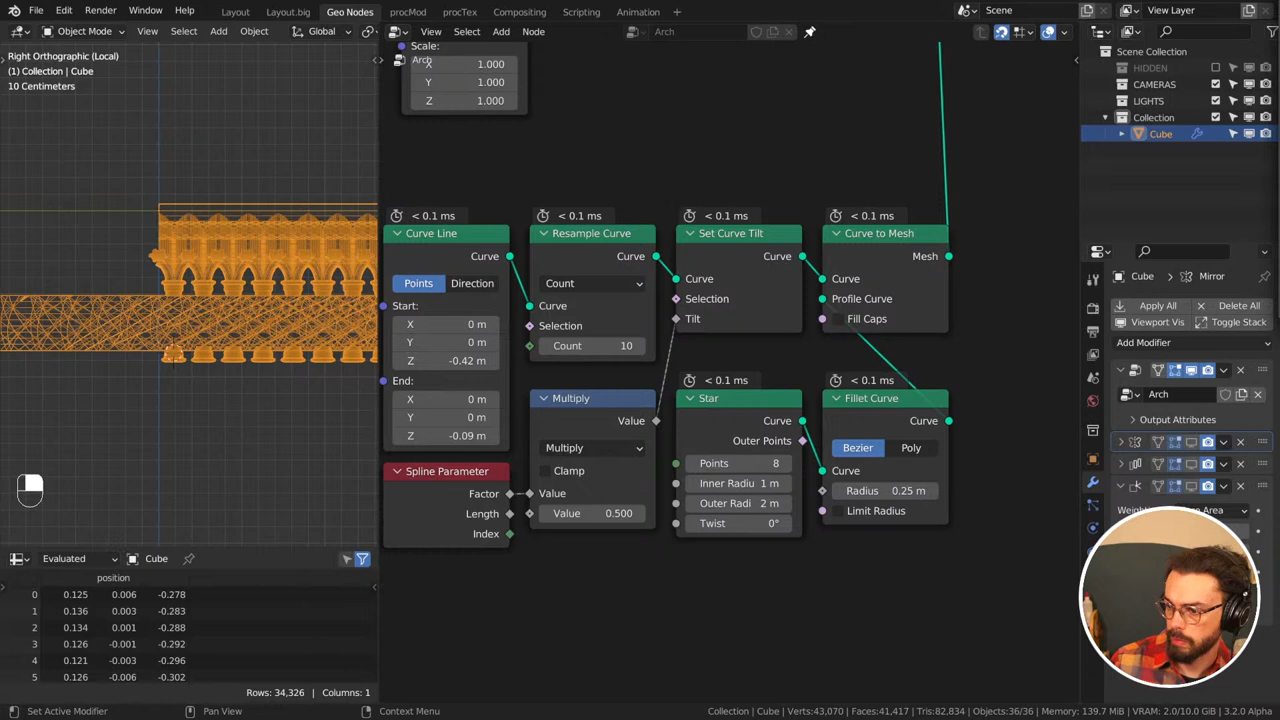 File Edit Render Window Help Layout Layout.big Geo Nodes procMod procTex Compositing Scripting Animation + Scene View Layer
Object Mode View Select Add Object Global View Select Add Node Arch
Right Orthographic (Local)
(1) Collection | Cube
10 Centimeters
Scale:
Arch
X 1.000
Y 1.000
Z 1.000
Scene Collection
HIDDEN
CAMERAS
LIGHTS
Collection
Cube
< 0.1 ms
Curve Line
Curve
Points Direction
Start:
X 0 m
Y 0 m
Z -0.42 m
End:
X 0 m
Y 0 m
Z -0.09 m
< 0.1 ms
Resample Curve
Curve
Count
Curve
Selection
Count 10
< 0.1 ms
Set Curve Tilt
Curve
Curve
Selection
Tilt
< 0.1 ms
Curve to Mesh
Mesh
Curve
Profile Curve
Fill Caps
Spline Parameter
Factor
Length
Index
Multiply
Value
Multiply
Clamp
Value
Value 0.500
< 0.1 ms
Star
Curve
Outer Points
Points 8
Inner Radiu 1 m
Outer Radi 2 m
Twist 0°
< 0.1 ms
Fillet Curve
Curve
Bezier Poly
Curve
Radius 0.25 m
Limit Radius
Cube Mirror
Apply All Delete All
Viewport Vis Toggle Stack
Add Modifier
Arch
Output Attributes
Evaluated Cube
position
0 0.125 0.006 -0.278
1 0.136 0.003 -0.283
2 0.134 0.001 -0.288
3 0.126 -0.001 -0.292
4 0.121 -0.003 -0.296
5 0.126 -0.006 -0.302
Rows: 34,326 | Columns: 1
Set Active Modifier Pan View Context Menu Collection | Cube | Verts:43,070 | Faces:41,417 | Tris:82,834 | Objects:36/36 | Memory: 139.7 MiB | VRAM: 2.0/10.0 GiB | 3.2.0 Alpha